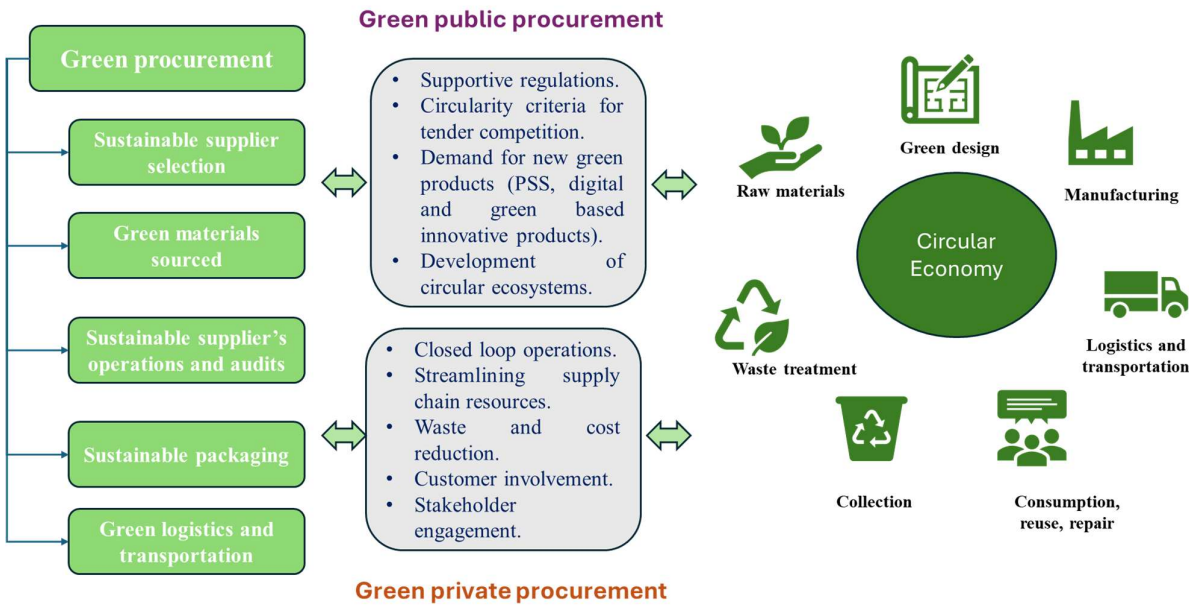 Green procurement
Sustainable supplier
selection
Green materials
sourced
Sustainable supplier’s
operations and audits
Sustainable packaging
Green logistics and
transportation
Green public procurement
• Supportive regulations.
• Circularity criteria for
tender competition.
• Demand for new green
products (PSS, digital
and green based
innovative products).
• Development of
circular ecosystems.
• Closed loop operations.
• Streamlining supply
chain resources.
• Waste and cost
reduction.
• Customer involvement.
• Stakeholder
engagement.
Green private procurement
Green design
Raw materials
Manufacturing
Circular
Economy
Waste treatment
Logistics and
transportation
Collection
Consumption,
reuse, repair